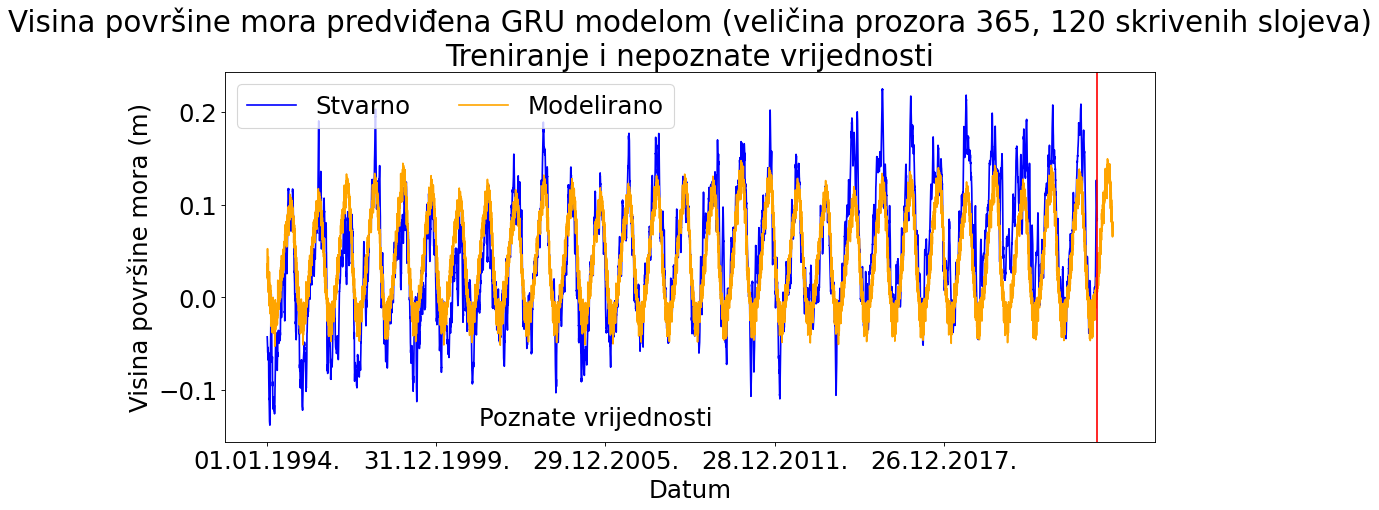 Visina površine mora predviđena GRU modelom (veličina prozora 365, 120 skrivenih slojeva)
Treniranje i nepoznate vrijednosti
Stvarno Modelirano
Visina površine mora (m)
0.2
0.1
0.0
−0.1
Poznate vrijednosti
01.01.1994. 31.12.1999. 29.12.2005. 28.12.2011. 26.12.2017.
Datum